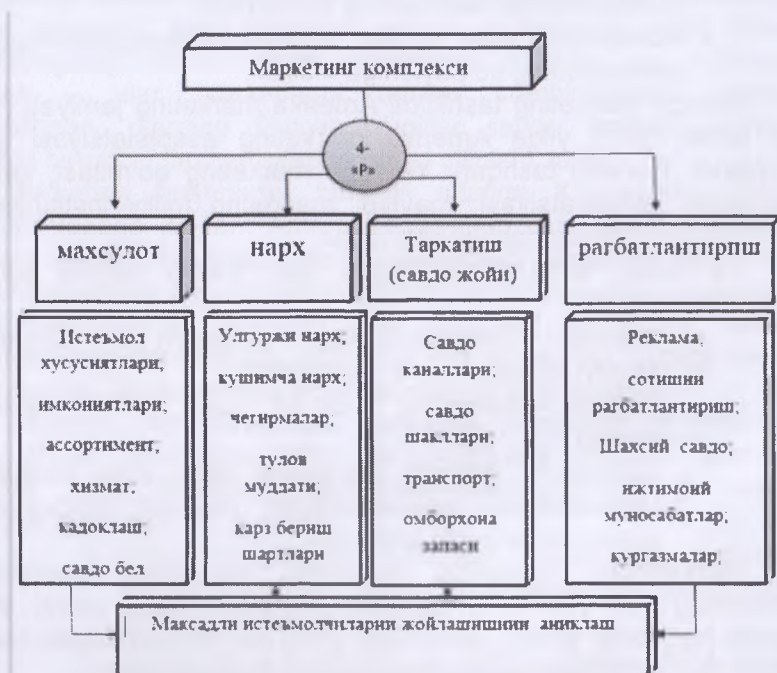 Маркетинг комплекси
4-
«Р»
махсулот
нарх
Таркатиш
(савдо жойи)
рагбатлантириш
Истеъмол
хусусиятлари;
имкониятлари;
ассортимент;
хизмат;
кадоклаш;
савдо бел
Улгуржи нарх;
кушимча нарх;
чегирмалар;
тулов
муддати;
карз бериш
шартлари
Савдо
каналлари;
савдо
шакллари;
транспорт;
омборхона
запаси
Реклама;
сотишни
рагбатлантириш;
Шахсий савдо;
ижтимоий
муносабатлар;
кургазмалар;
Максадли истеъмолчиларни жойлашишини аниклаш